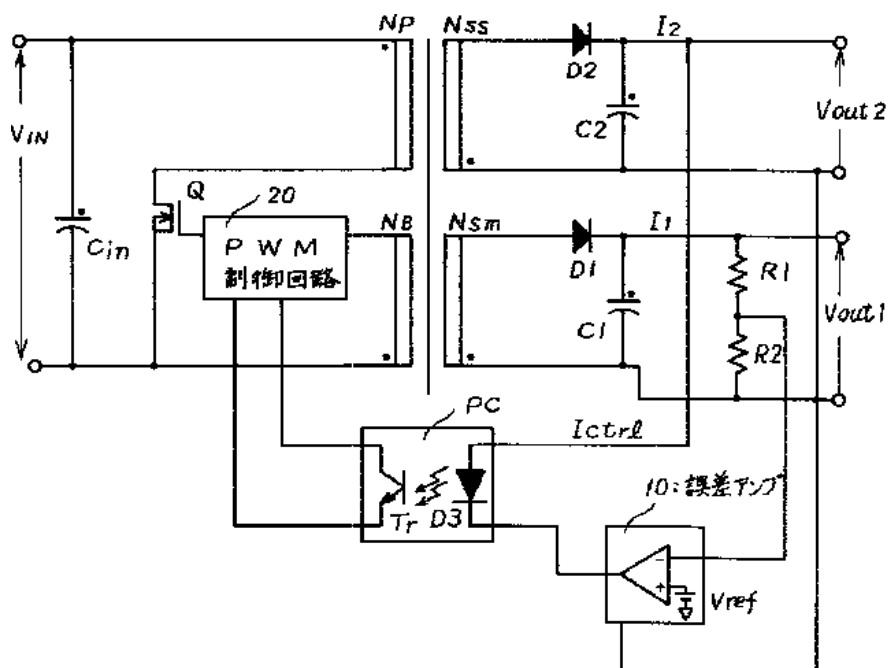 NP
Nss
D2
I2
C2
Vout2
VIN
Q
20
Cin
PWM
制御回路
NB
Nsm
D1
I1
C1
R1
R2
Vout1
PC
Ictrl
Tr
D3
10:誤差アンプ
-
+
Vref